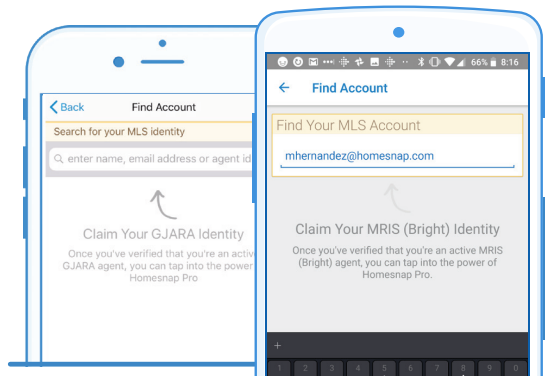 Back
Find Account
Search for your MLS identity
enter name, email address or agent id
Claim Your GJARA Identity
Once you've verified that you're an activ
GJARA agent, you can tap into the power
Homesnap Pro
66% 8:16
Find Account
Find Your MLS Account
mhernandez@homesnap.com
Claim Your MRIS (Bright) Identity
Once you've verified that you're an active MRIS
(Bright) agent, you can tap into the power of
Homesnap Pro.
+
1 2 3 4 5 6 7 8 9 0